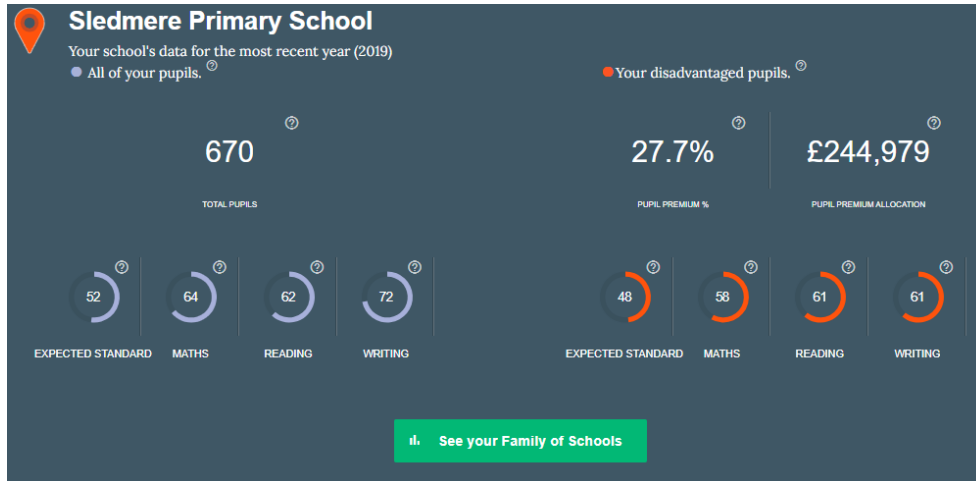 Sledmere Primary School
Your school's data for the most recent year (2019)
All of your pupils. ?
Your disadvantaged pupils. ?
?
670
TOTAL PUPILS
?
27.7%
PUPIL PREMIUM %
?
£244,979
PUPIL PREMIUM ALLOCATION
? ? ? ?
52 64 62 72
EXPECTED STANDARD MATHS READING WRITING
? ? ? ?
48 58 61 61
EXPECTED STANDARD MATHS READING WRITING
See your Family of Schools